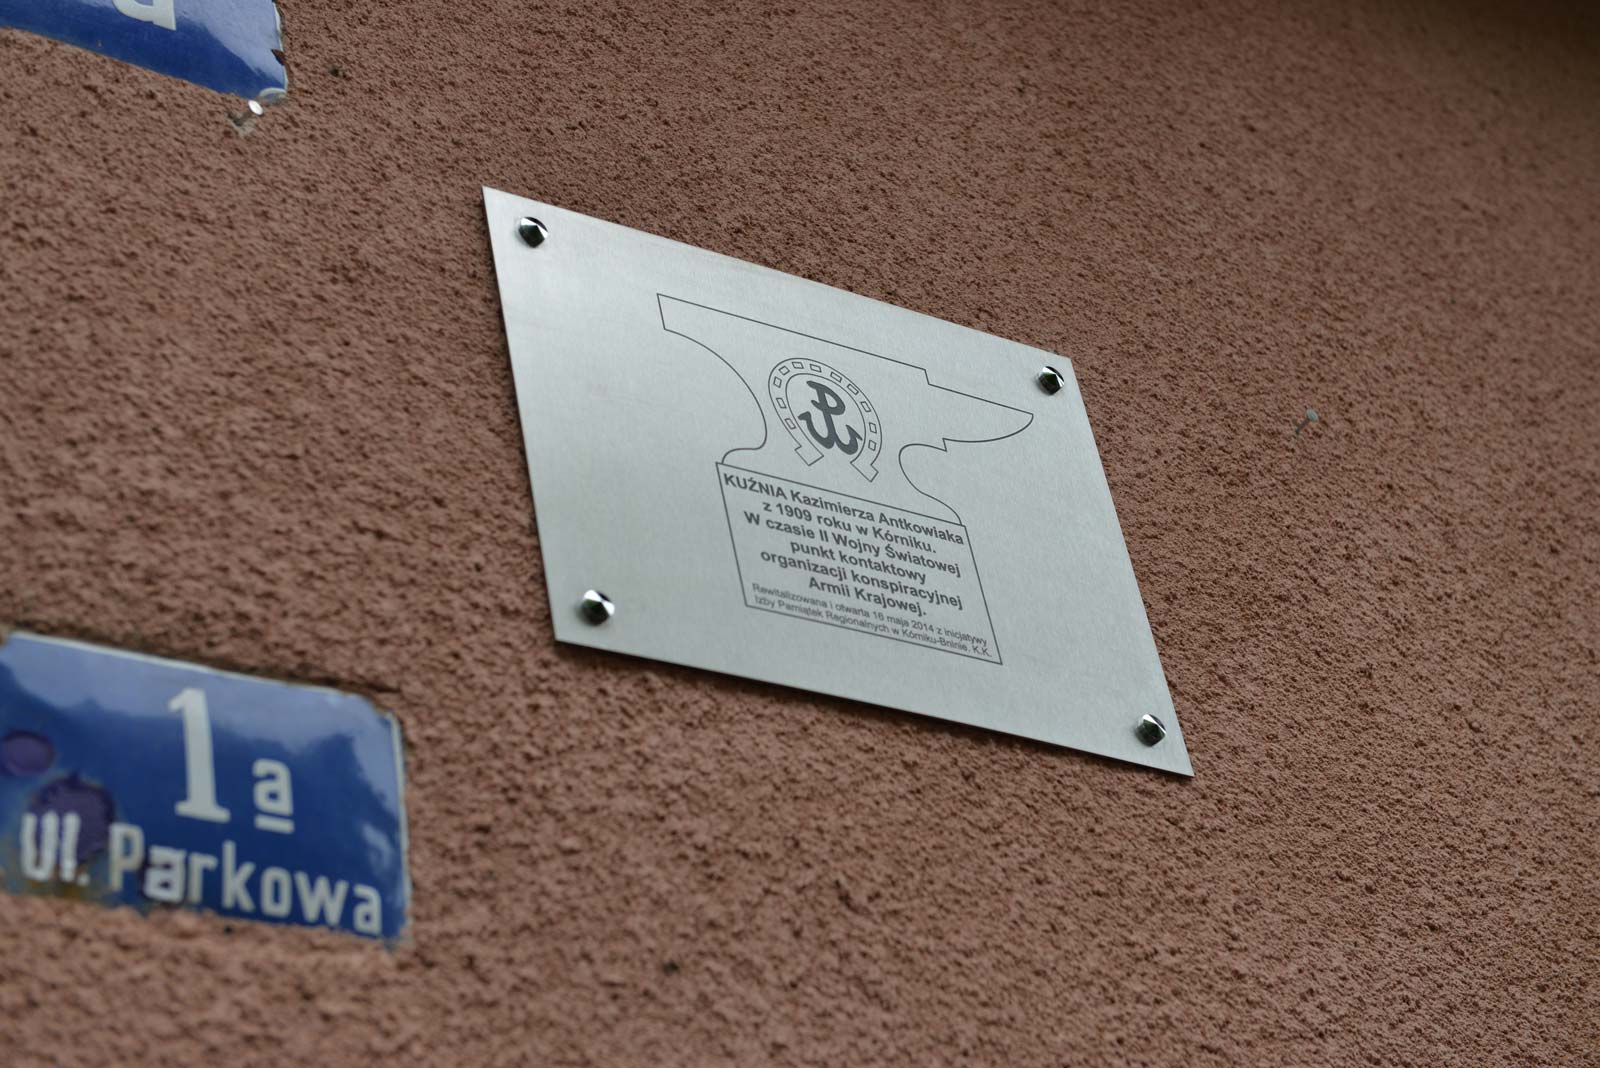 KUŹNIA Kazimierza Antkowiaka
z 1909 roku w Kórniku.
W czasie II Wojny Światowej
punkt kontaktowy
organizacji konspiracyjnej
Armii Krajowej.
Rewitalizowana i otwarta 16 maja 2014 z inicjatywy
Izby Pamiątek Regionalnych w Kórniku-Bninie. K.K.
1a
ul. Parkowa